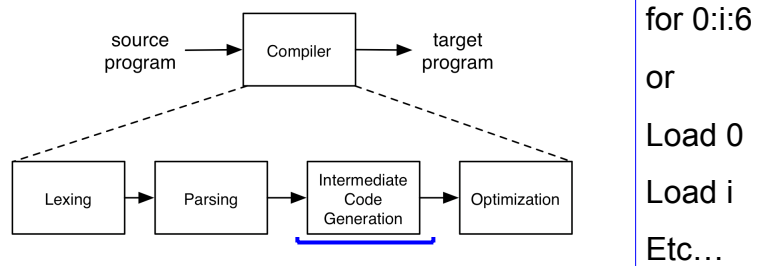 source
program
Compiler
target
program
Lexing
Parsing
Intermediate
Code
Generation
Optimization
for 0:i:6
or
Load 0
Load i
Etc…